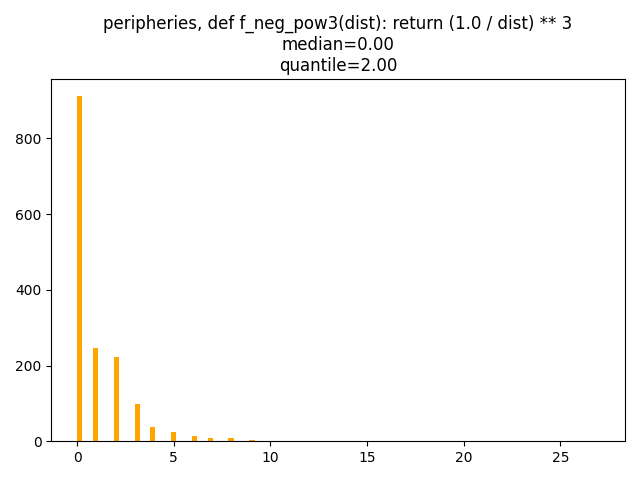 peripheries, def f_neg_pow3(dist): return (1.0 / dist) ** 3
median=0.00
quantile=2.00
800
600
400
200
0
0 5 10 15 20 25